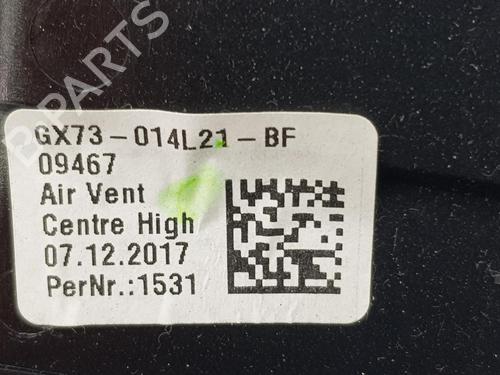 GX73-014L21-BF
09467
Air Vent
Centre High
07.12.2017
PerNr.:1531